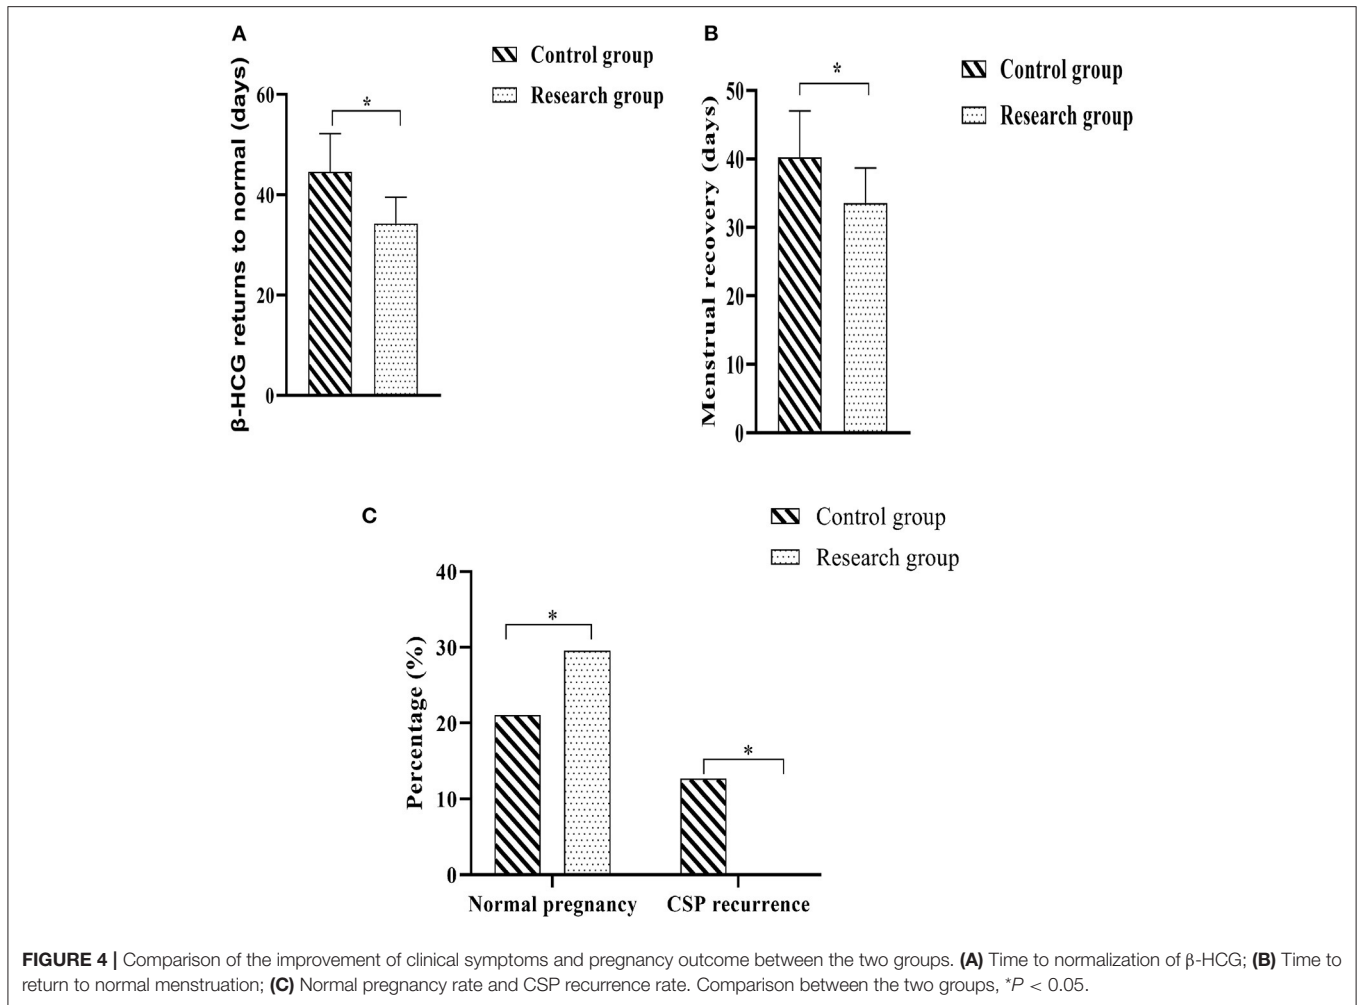 A
Control group
Research group
β-HCG returns to normal (days)
60
40
20
0
*
B
Control group
Research group
Menstrual recovery (days)
50
40
30
20
10
0
*
C
Control group
Research group
Percentage (%)
40
30
20
10
0
*
*
Normal pregnancy
CSP recurrence
FIGURE 4 | Comparison of the improvement of clinical symptoms and pregnancy outcome between the two groups. (A) Time to normalization of β-HCG; (B) Time to
return to normal menstruation; (C) Normal pregnancy rate and CSP recurrence rate. Comparison between the two groups, *P < 0.05.